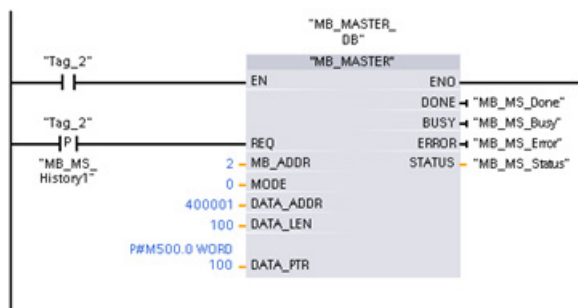 "MB_MASTER_
DB"
"Tag_2"
"MB_MASTER"
EN
ENO
DONE
"MB_MS_Done"
BUSY
"MB_MS_Busy"
"Tag_2"
P
REQ
ERROR
"MB_MS_Error"
"MB_MS_
History1"
2
MB_ADDR
STATUS
"MB_MS_Status"
0
MODE
400001
DATA_ADDR
100
DATA_LEN
P#M500.0 WORD
100
DATA_PTR